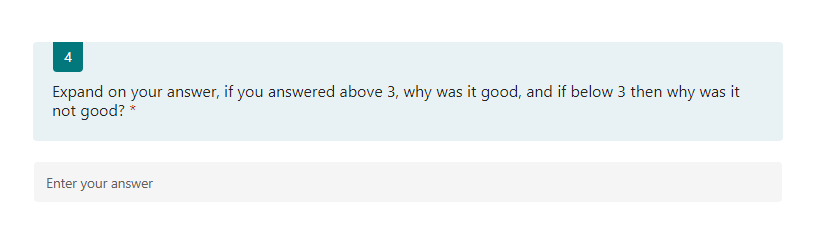 4
Expand on your answer, if you answered above 3, why was it good, and if below 3 then why was it
not good? *
Enter your answer